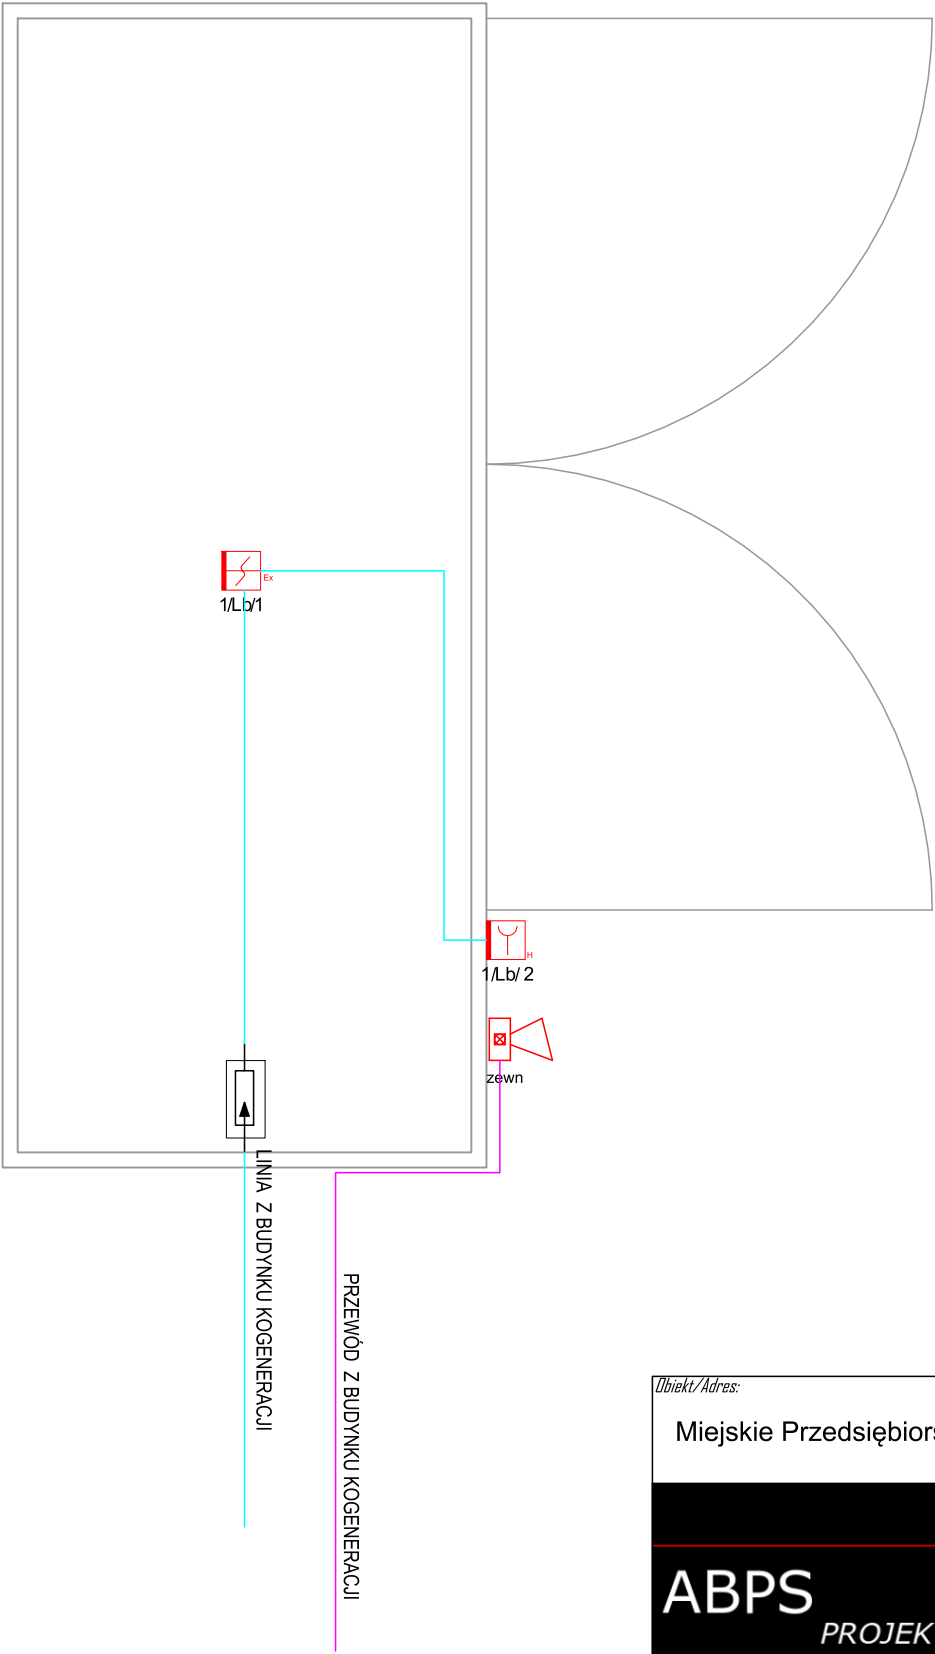 Ex
1/Lb/1
H
1/Lb/ 2
zewn
LINIA Z BUDYNKU KOGENERACJI
PRZEWÓD Z BUDYNKU KOGENERACJI
Obiekt/Adres:
Miejskie Przedsiębiors
ABPS
PROJEK